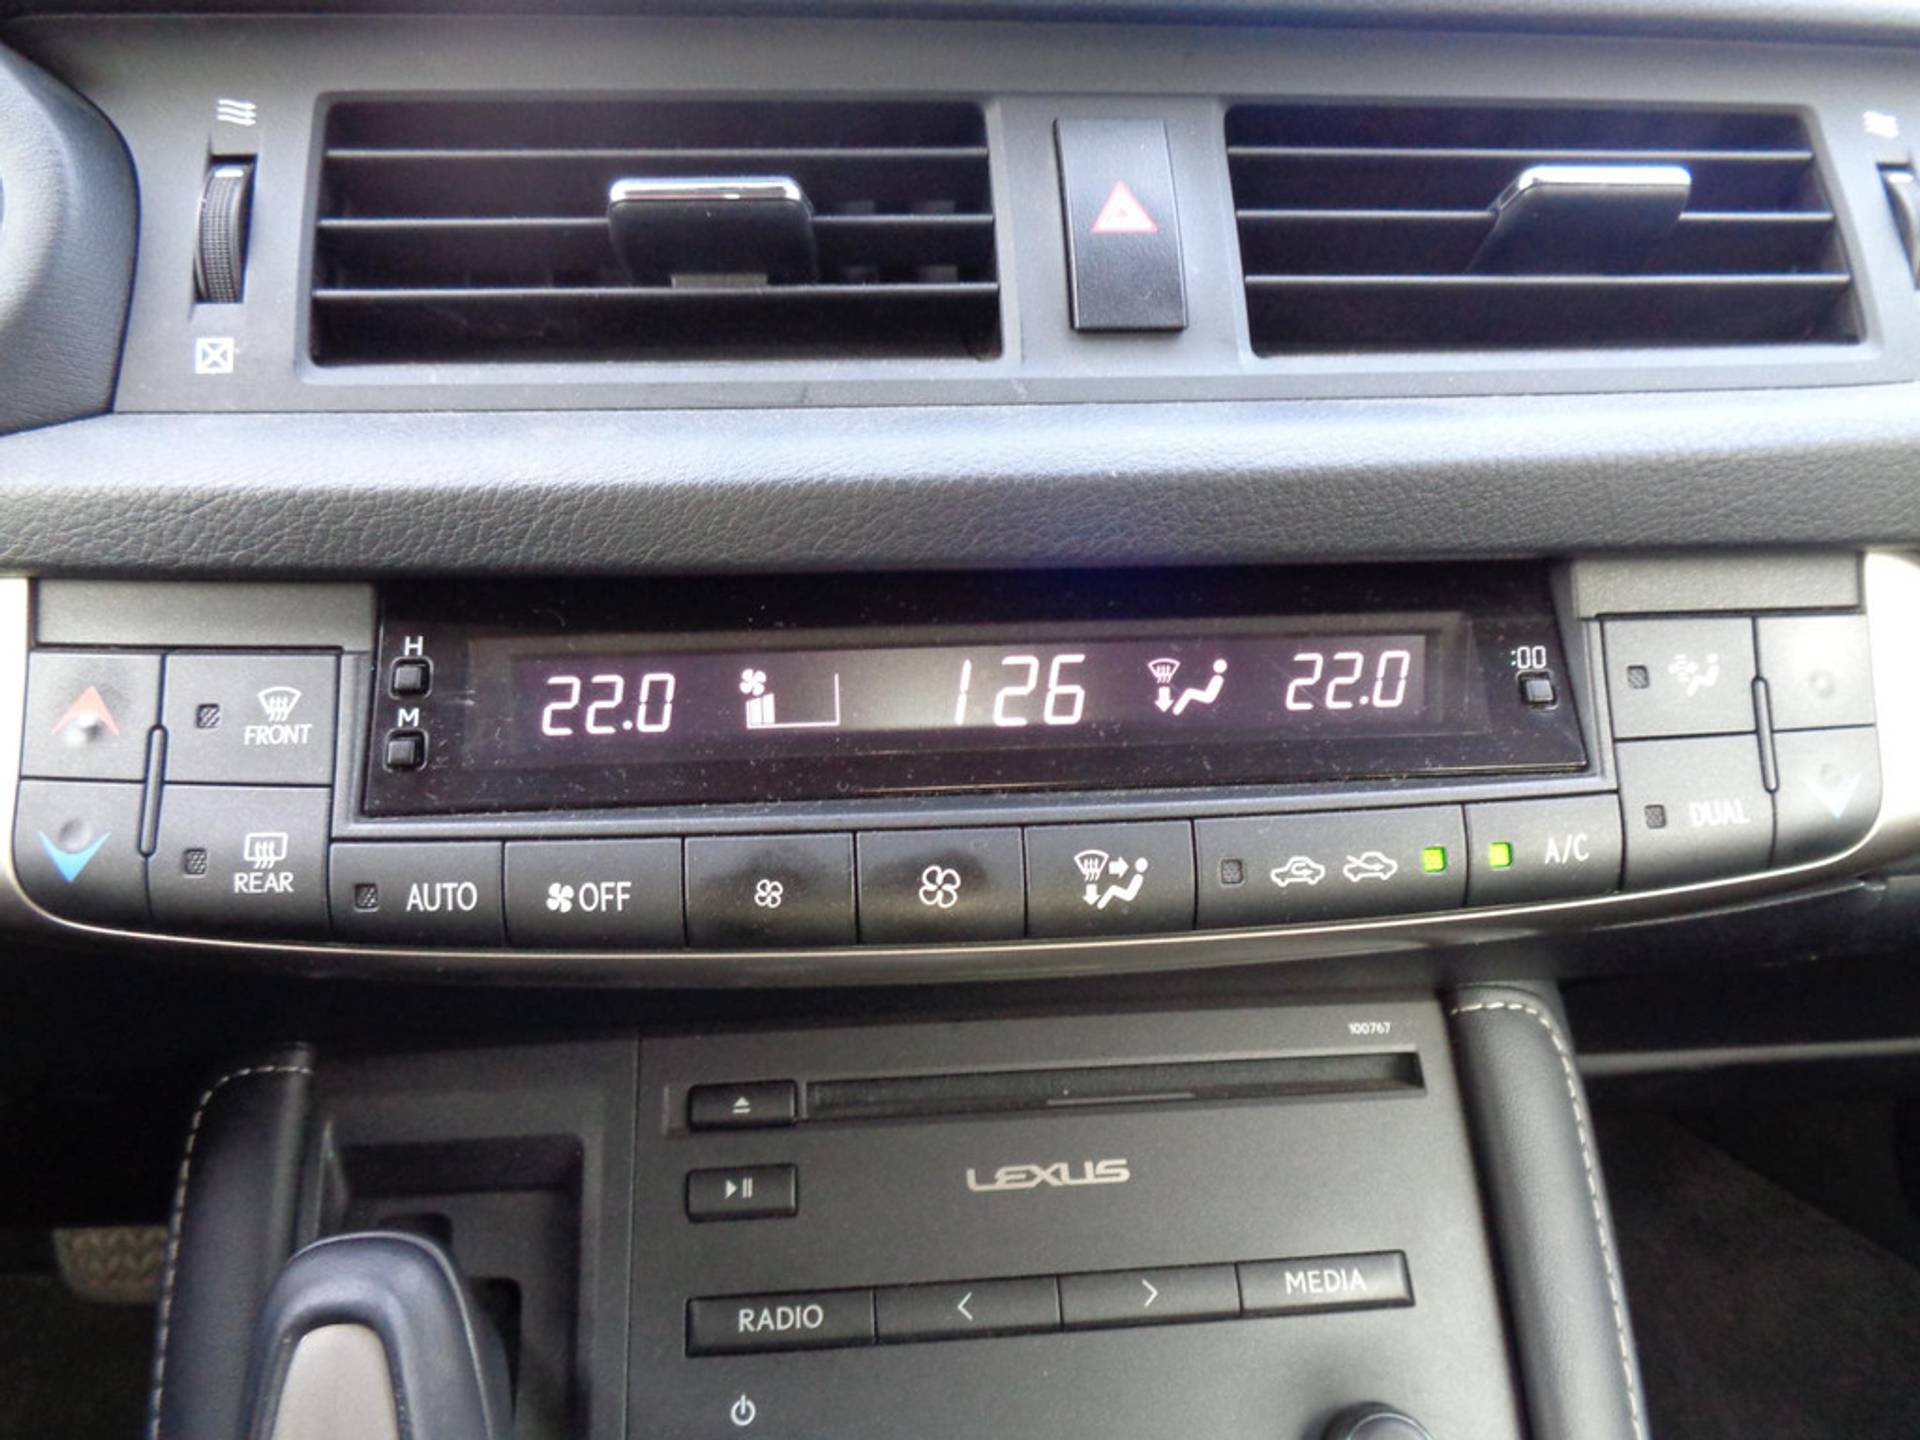 H
M
:00
22.0
1 26
22.0
FRONT
REAR
DUAL
AUTO
OFF
A/C
100767
LEXUS
RADIO
MEDIA